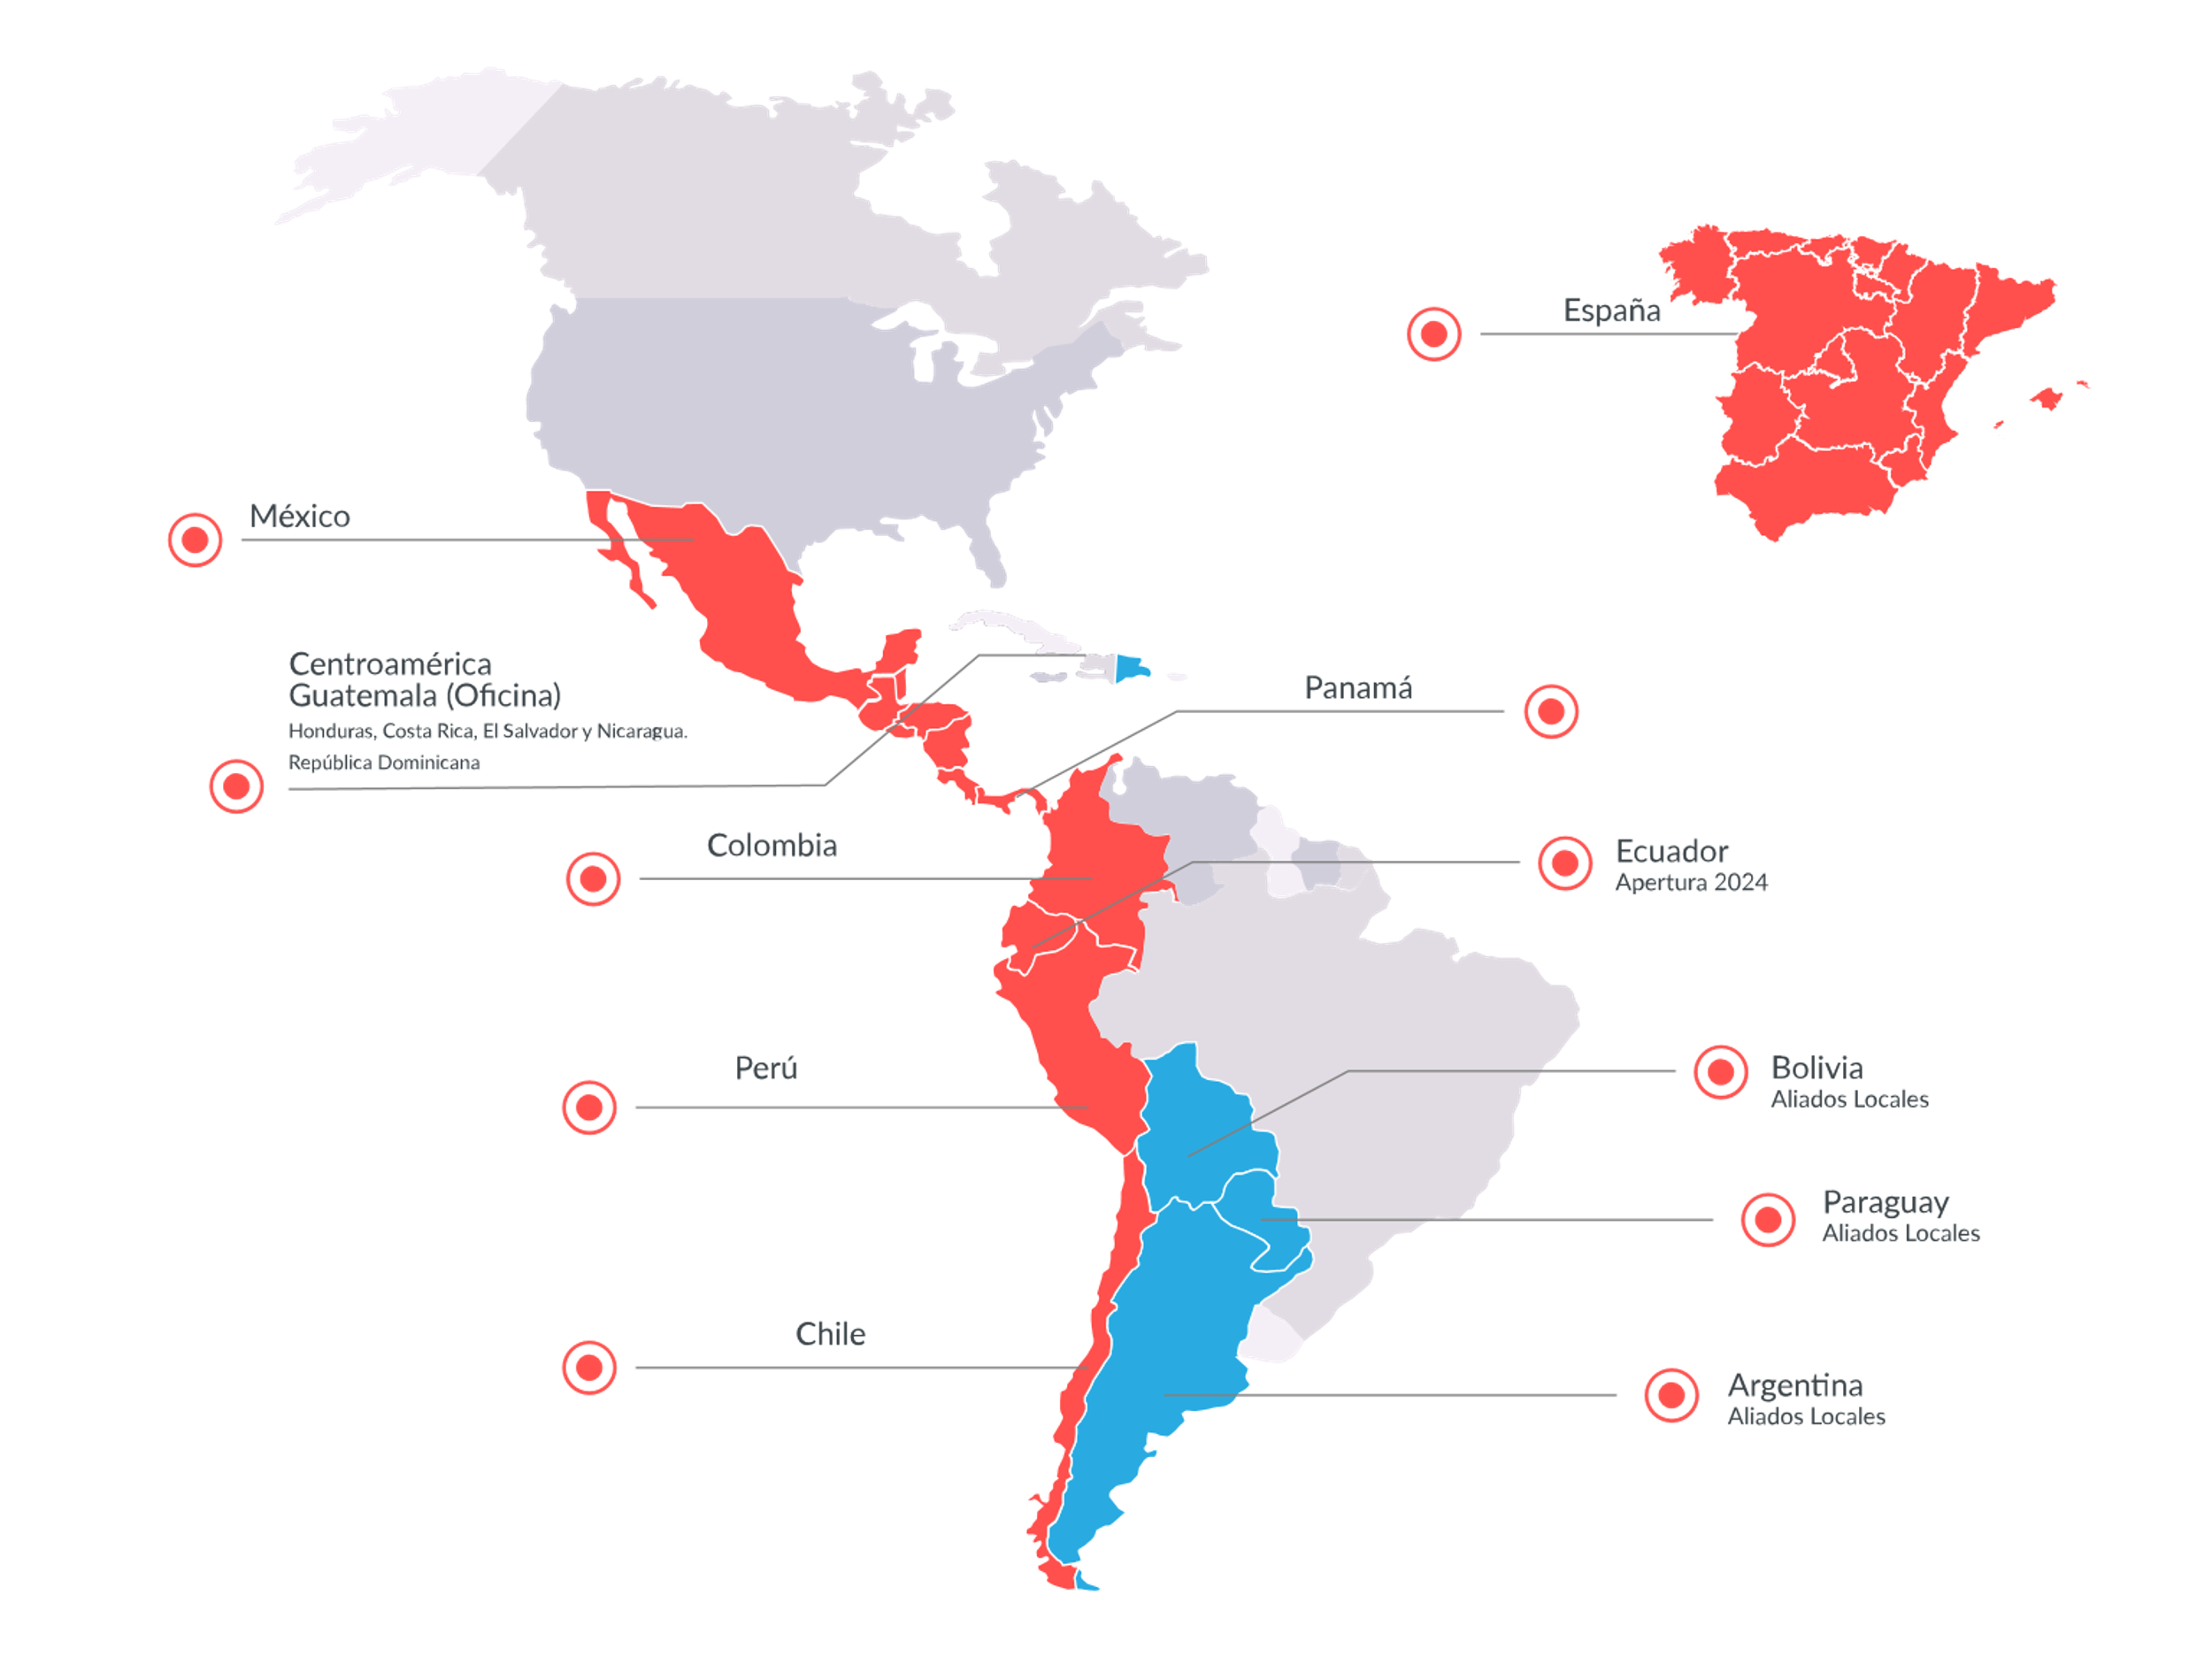 España
México
Centroamérica
Guatemala (Oficina)
Honduras, Costa Rica, El Salvador y Nicaragua.
República Dominicana
Panamá
Colombia
Ecuador
Apertura 2024
Perú
Bolivia
Aliados Locales
Paraguay
Aliados Locales
Chile
Argentina
Aliados Locales